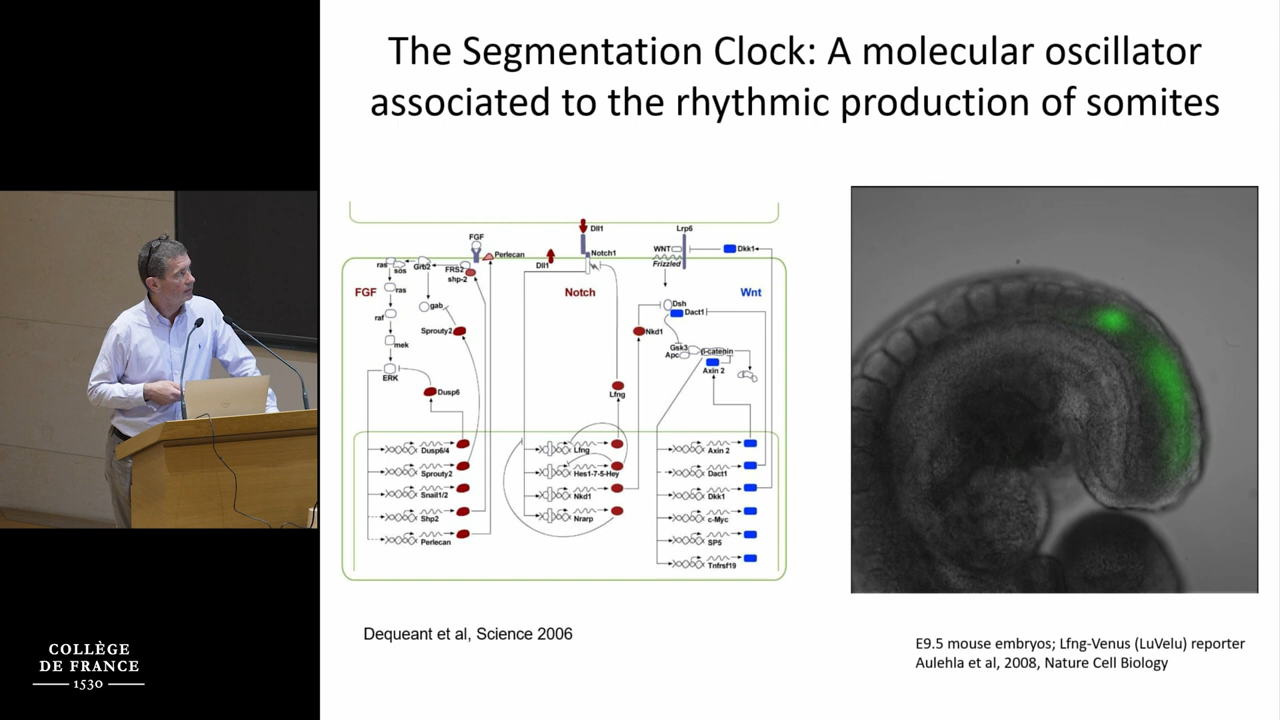 The Segmentation Clock: A molecular oscillator
associated to the rhythmic production of somites
Dll1
Lrp6
FGF
WNT
Dkk1
Perlecan
Notch1
Dll1
Frizzled
ras
sos
Grb2
FRS2
shp-2
FGF
ras
Notch
Wnt
gab
Dsh
Dact1
raf
Sprouty2
Nkd1
mek
Gsk3
Apc
β-catenin
Axin 2
ERK
Dusp6
Lfng
Dusp6/4
Lfng
Axin 2
Sprouty2
Hes1-7-5-Hey
Dact1
Snail1/2
Nkd1
Dkk1
Shp2
Nrarp
c-Myc
Perlecan
SP5
Tnfrsf19
Dequeant et al, Science 2006
E9.5 mouse embryos; Lfng-Venus (LuVelu) reporter
Aulehla et al, 2008, Nature Cell Biology
COLLÈGE
DE FRANCE
1530